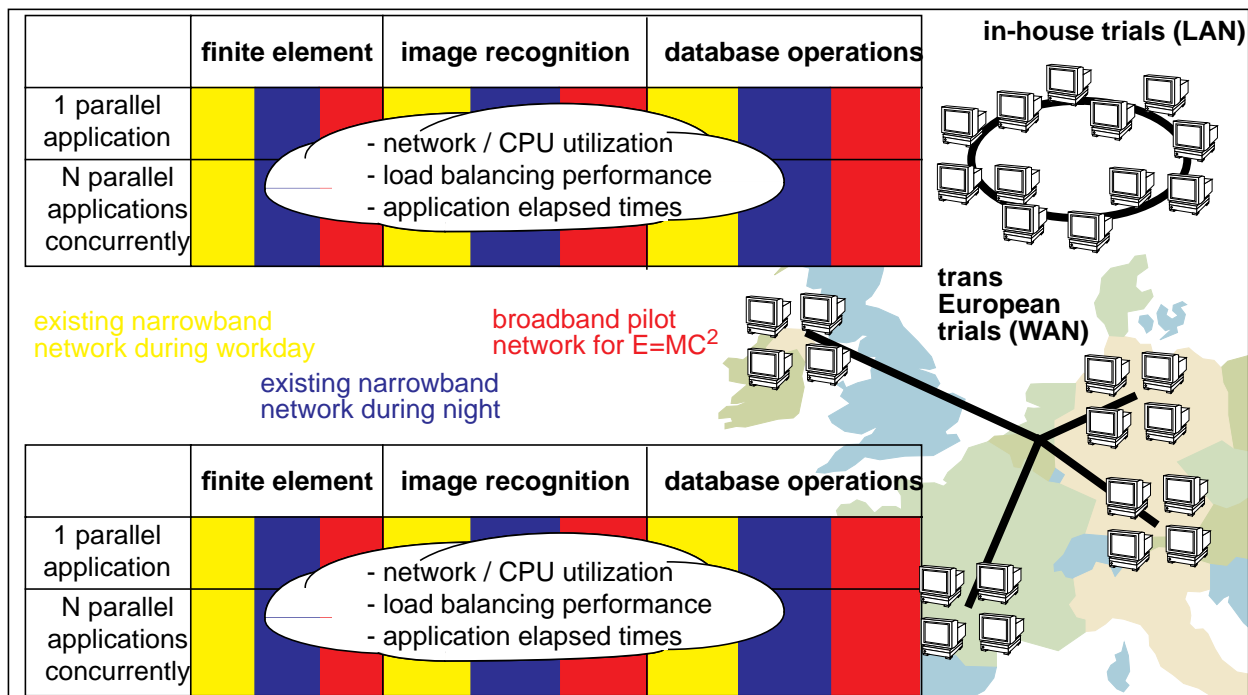 finite element image recognition database operations
1 parallel
application
N parallel
applications
concurrently
- network / CPU utilization
- load balancing performance
- application elapsed times
in-house trials (LAN)
existing narrowband
network during workday
existing narrowband
network during night
broadband pilot
network for E=MC²
trans
European
trials (WAN)
finite element image recognition database operations
1 parallel
application
N parallel
applications
concurrently
- network / CPU utilization
- load balancing performance
- application elapsed times